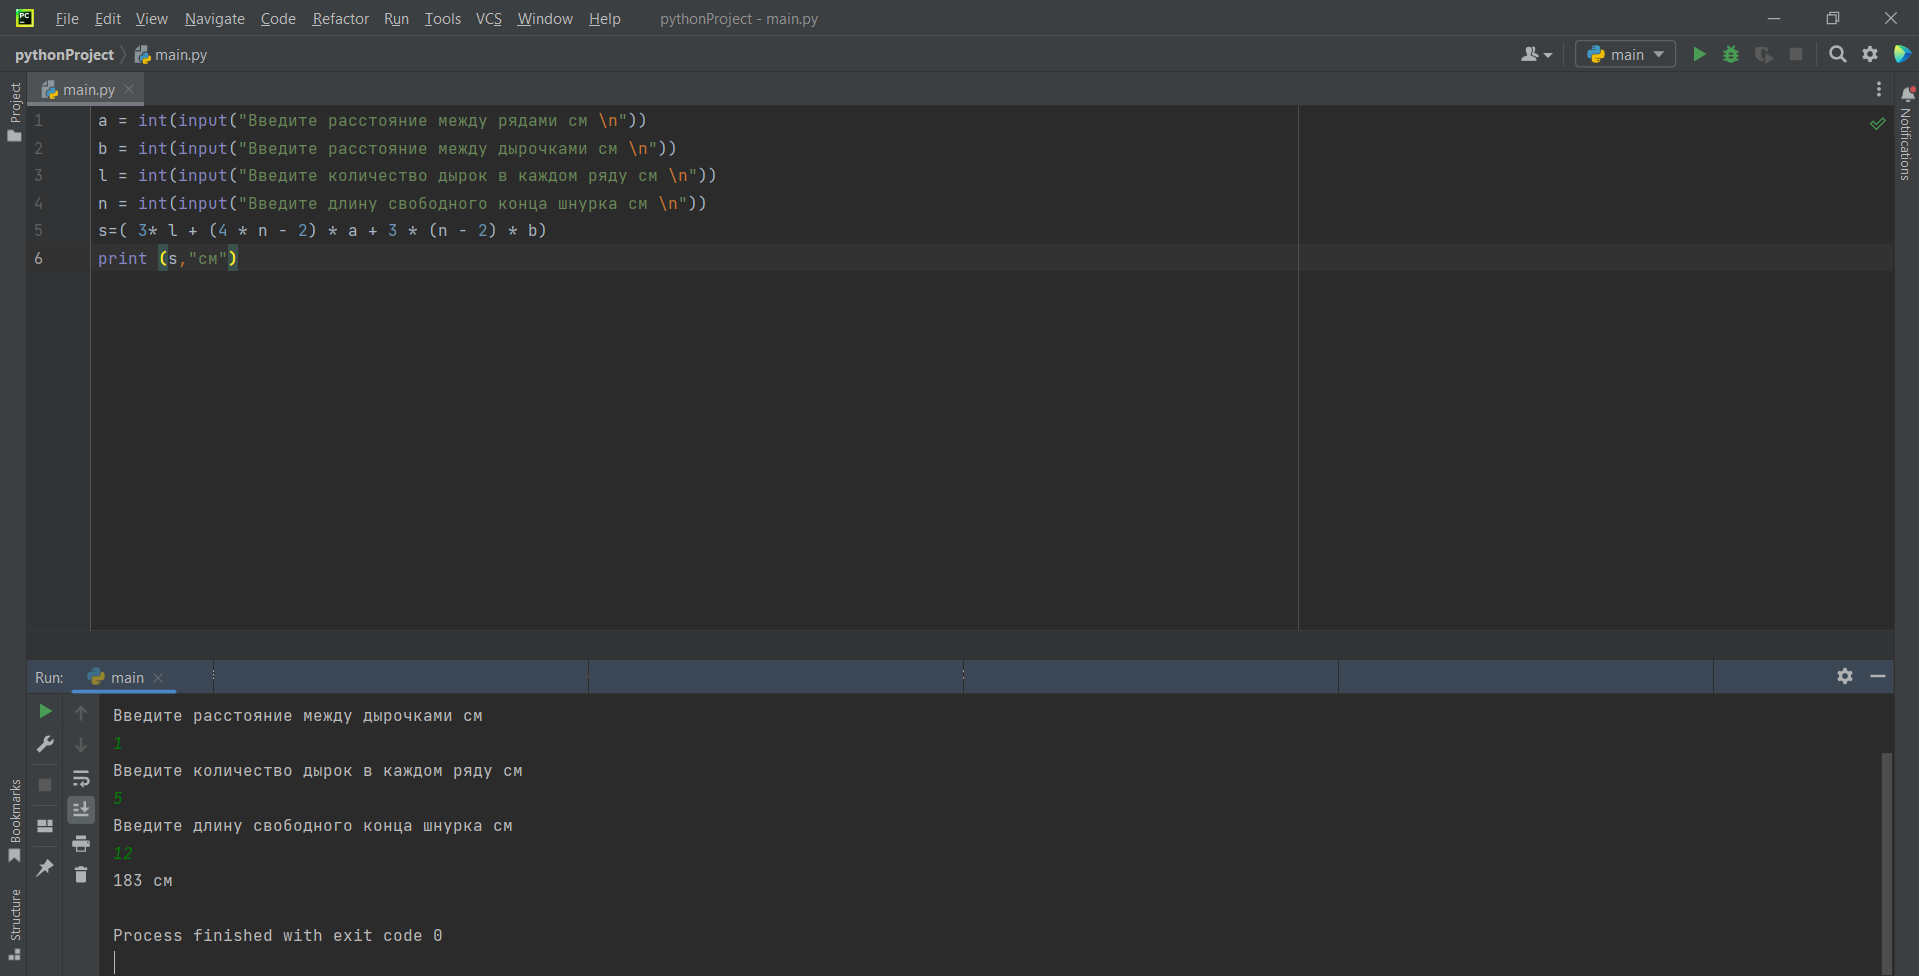 PC File Edit View Navigate Code Refactor Run Tools VCS Window Help pythonProject - main.py
pythonProject main.py main
Project
main.py
Notifications
1 a = int(input("Введите расстояние между рядами см \n"))
2 b = int(input("Введите расстояние между дырочками см \n"))
3 l = int(input("Введите количество дырок в каждом ряду см \n"))
4 n = int(input("Введите длину свободного конца шнурка см \n"))
5 s=( 3* l + (4 * n - 2) * a + 3 * (n - 2) * b)
6 print (s,"см")
Run: main
Введите расстояние между дырочками см
1
Введите количество дырок в каждом ряду см
5
Введите длину свободного конца шнурка см
12
183 см
Process finished with exit code 0
Bookmarks
Structure